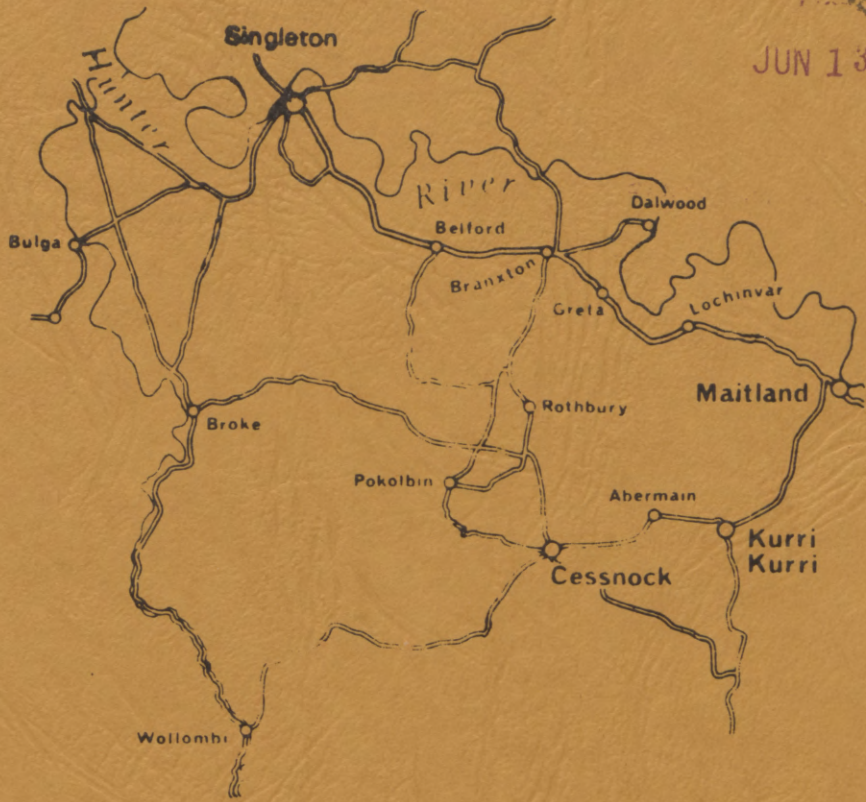 Singleton
JUN 13
Hunter
River
Dalwood
Belford
Bulga
Branxton
Greta
Lochinvar
Maitland
Rothbury
Broke
Pokolbin
Abermain
Kurri
Kurri
Cessnock
Wollombi